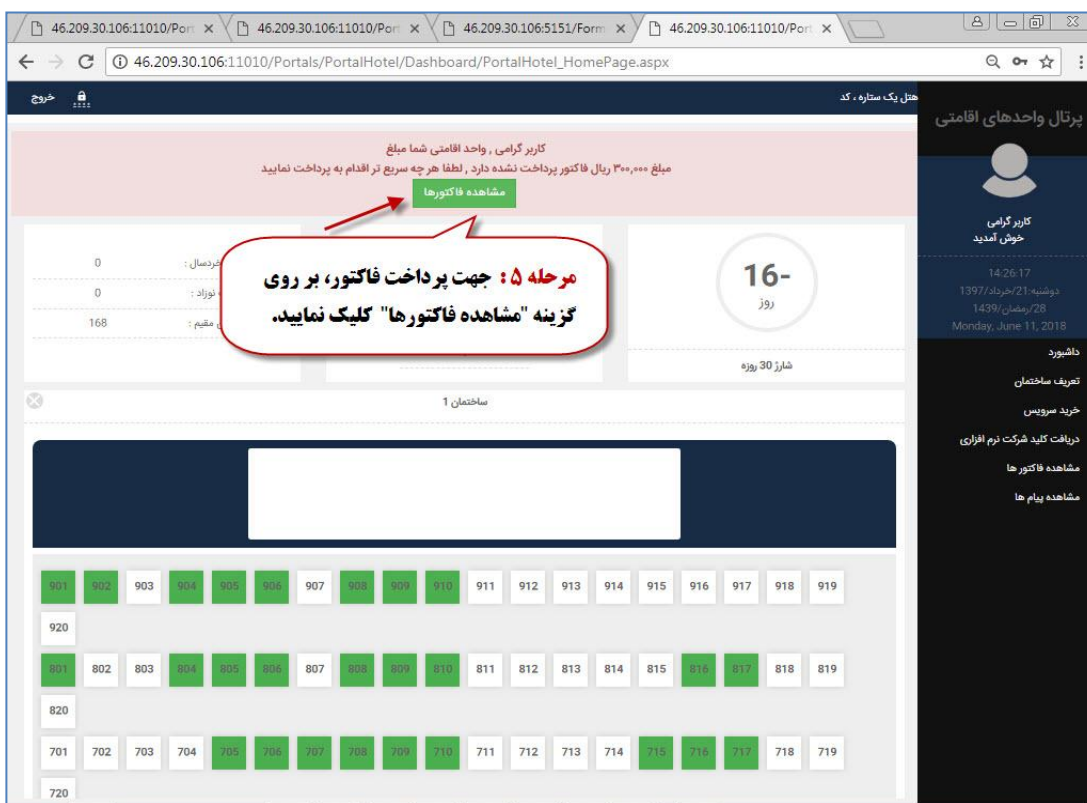 46.209.30.106:11010/Por
46.209.30.106:11010/Por
46.209.30.106:5151/Form
46.209.30.106:11010/Por
46.209.30.106:11010/Portals/PortalHotel/Dashboard/PortalHotel_HomePage.aspx
هتل یک ستاره ، کد
خروج
پرتال واحدهای اقامتی
کاربر گرامی
خوش آمدید
14:26:17
دوشنبه:21/خرداد/1397
28/رمضان/1439
Monday, June 11, 2018
داشبورد
تعریف ساختمان
خرید سرویس
دریافت کلید شرکت نرم افزاری
مشاهده فاکتور ها
مشاهده پیام ها
کاربر گرامی , واحد اقامتی شما مبلغ
مبلغ ۳۰۰,۰۰۰ ریال فاکتور پرداخت نشده دارد , لطفا هر چه سریع تر اقدام به پرداخت نمایید
مشاهده فاکتورها
مرحله ۵ : جهت پرداخت فاکتور، بر روی
گزینه "مشاهده فاکتورها" کلیک نمایید.
16-
روز
شارژ 30 روزه
خردسال : 0
نوزاد : 0
مقیم : 168
ساختمان 1
901 902 903 904 905 906 907 908 909 910 911 912 913 914 915 916 917 918 919
920
801 802 803 804 805 806 807 808 809 810 811 812 813 814 815 816 817 818 819
820
701 702 703 704 705 706 707 708 709 710 711 712 713 714 715 716 717 718 719
720